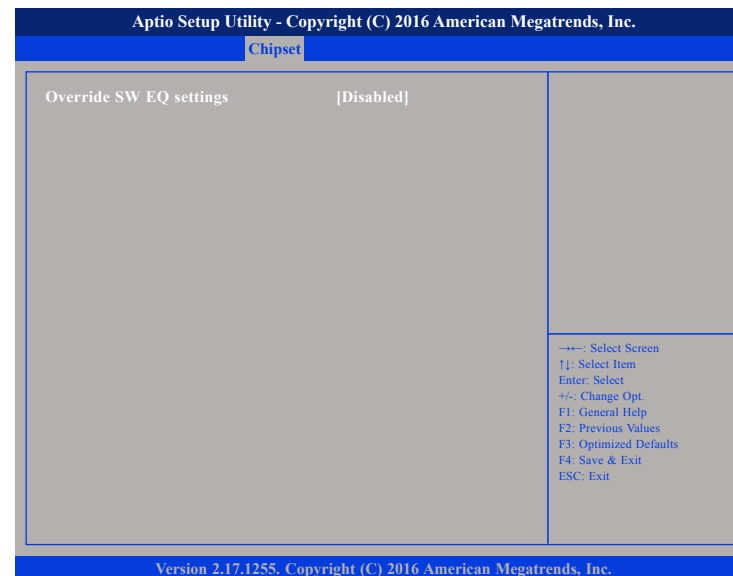 Aptio Setup Utility - Copyright (C) 2016 American Megatrends, Inc.
Chipset
Override SW EQ settings [Disabled]
→←: Select Screen
↑↓: Select Item
Enter: Select
+/-: Change Opt.
F1: General Help
F2: Previous Values
F3: Optimized Defaults
F4: Save & Exit
ESC: Exit
Version 2.17.1255. Copyright (C) 2016 American Megatrends, Inc.